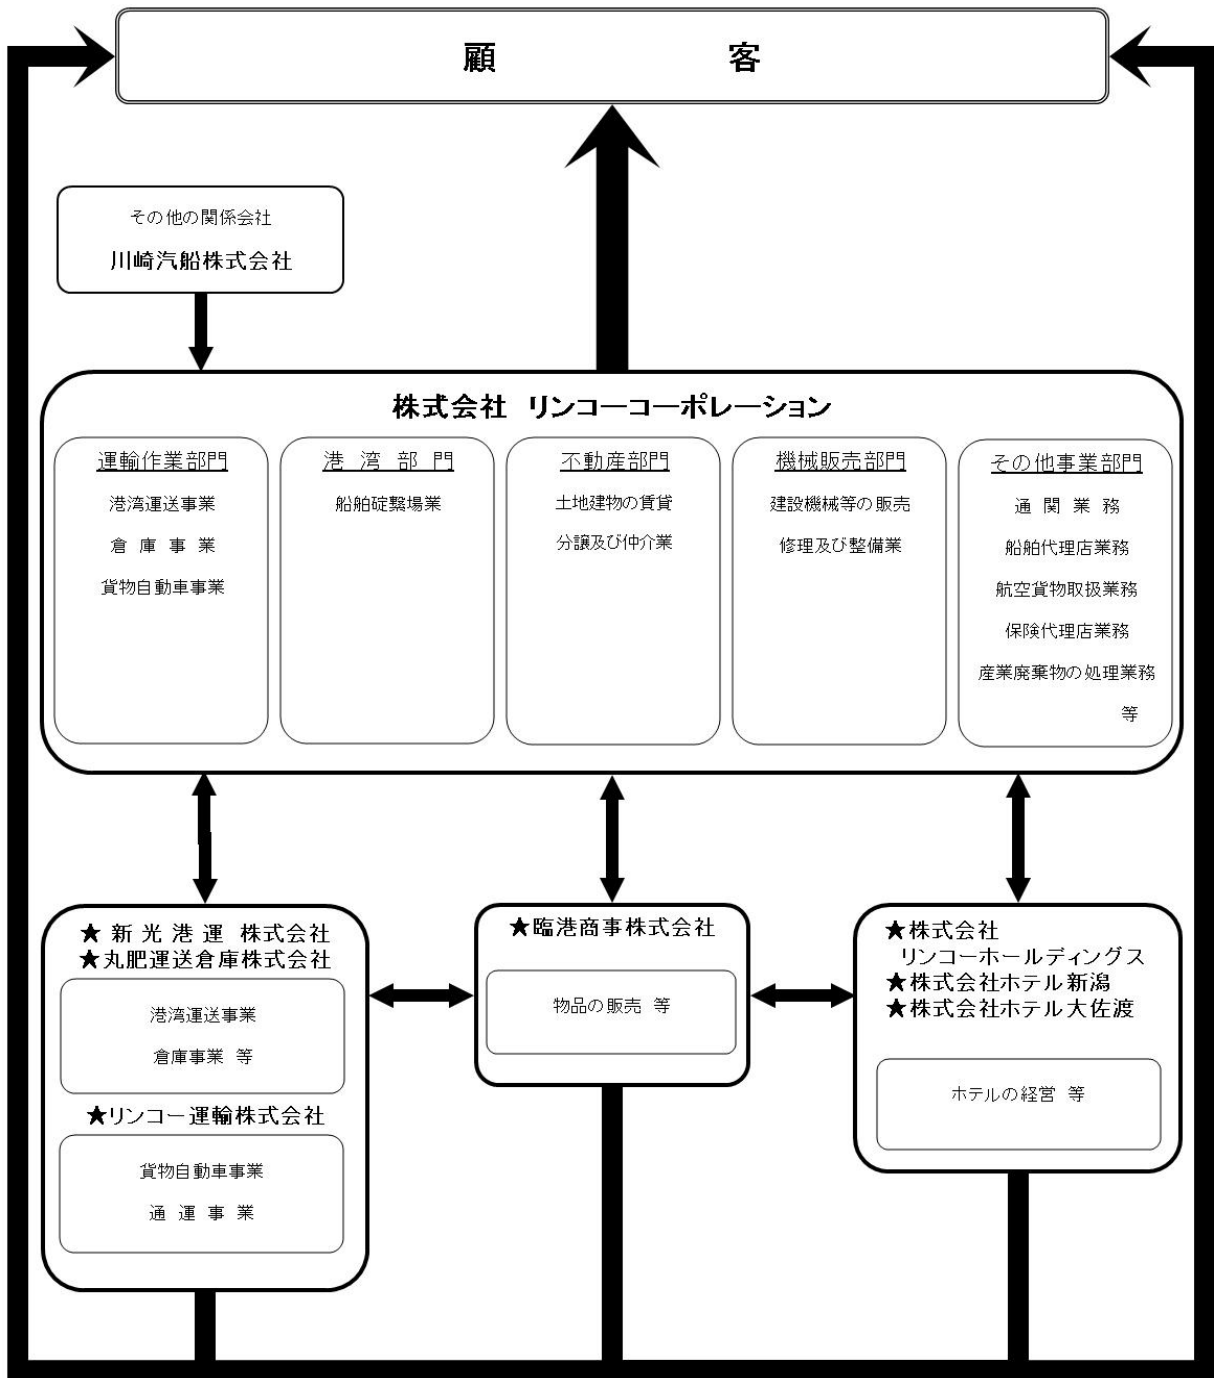 顧　客
その他の関係会社
川崎汽船株式会社
株式会社　リンコーコーポレーション
運輸作業部門
港湾運送事業
倉 庫 事 業
貨物自動車事業
港 湾 部 門
船舶碇繋場業
不動産部門
土地建物の賃貸
分譲及び仲介業
機械販売部門
建設機械等の販売
修理及び整備業
その他事業部門
通 関 業 務
船舶代理店業務
航空貨物取扱業務
保険代理店業務
産業廃棄物の処理業務
等
★ 新 光 港 運　株式会社
★丸肥運送倉庫株式会社
港湾運送事業
倉庫事業 等
★リンコー運輸株式会社
貨物自動車事業
通 運 事 業
★臨港商事株式会社
物品の販売 等
★株式会社
リンコーホールディングス
★株式会社ホテル新潟
★株式会社ホテル大佐渡
ホテルの経営 等